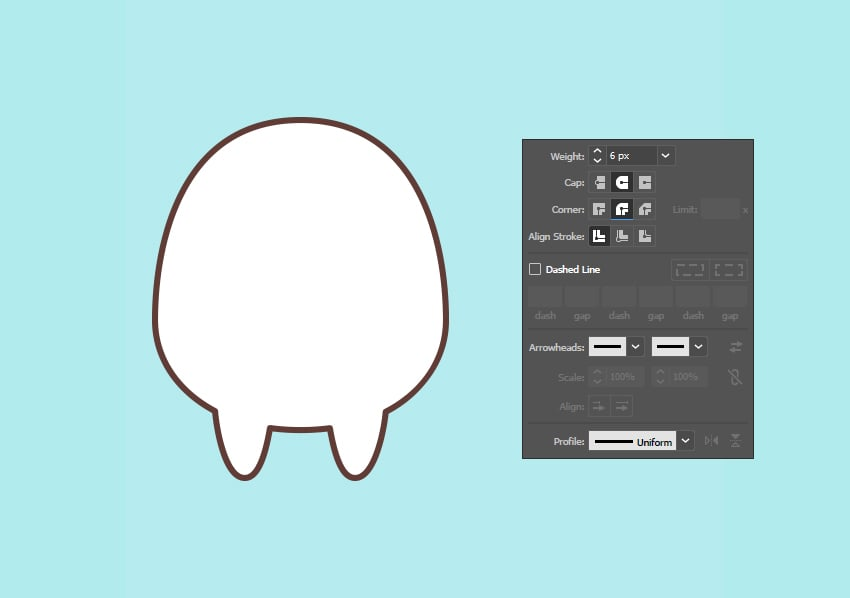 Weight: 6 px
Cap:
Corner: Limit: x
Align Stroke:
Dashed Line
dash gap dash gap dash gap
Arrowheads:
Scale: 100% 100%
Align:
Profile: Uniform